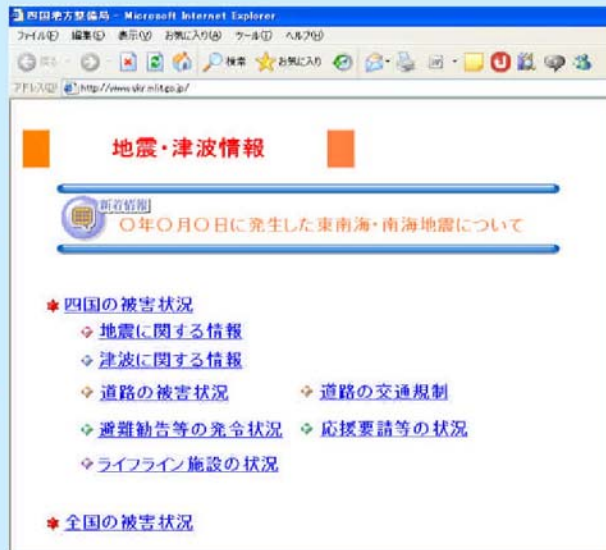 四国地方整備局 - Microsoft Internet Explorer
ファイル(F) 編集(E) 表示(V) お気に入り(A) ツール(T) ヘルプ(H)
戻る 検索 お気に入り
アドレス(D) http://www.skr.mlit.go.jp/
地震・津波情報
新着情報
○年○月○日に発生した東南海・南海地震について
四国の被害状況
地震に関する情報
津波に関する情報
道路の被害状況 道路の交通規制
避難勧告等の発令状況 応援要請等の状況
ライフライン施設の状況
全国の被害状況